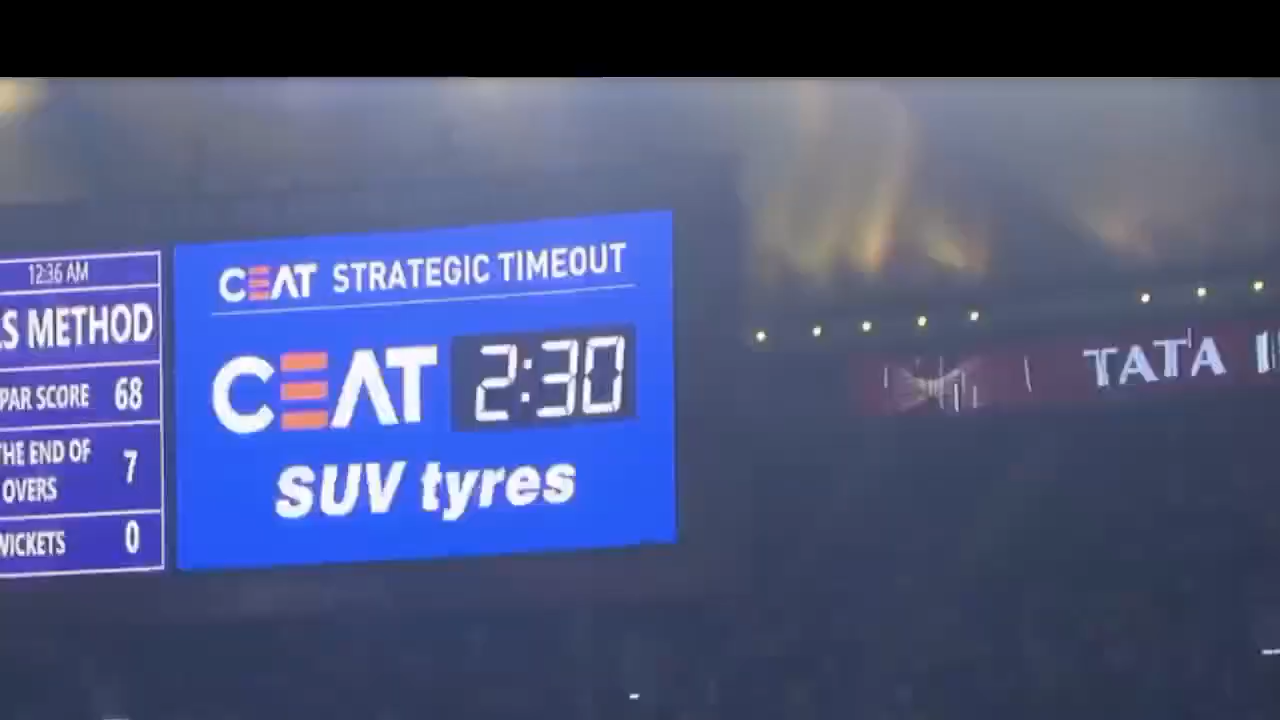 12:36 AM
LS METHOD
PAR SCORE 68
THE END OF
OVERS 7
WICKETS 0
CEAT STRATEGIC TIMEOUT
CEAT 2:30
SUV tyres
TATA